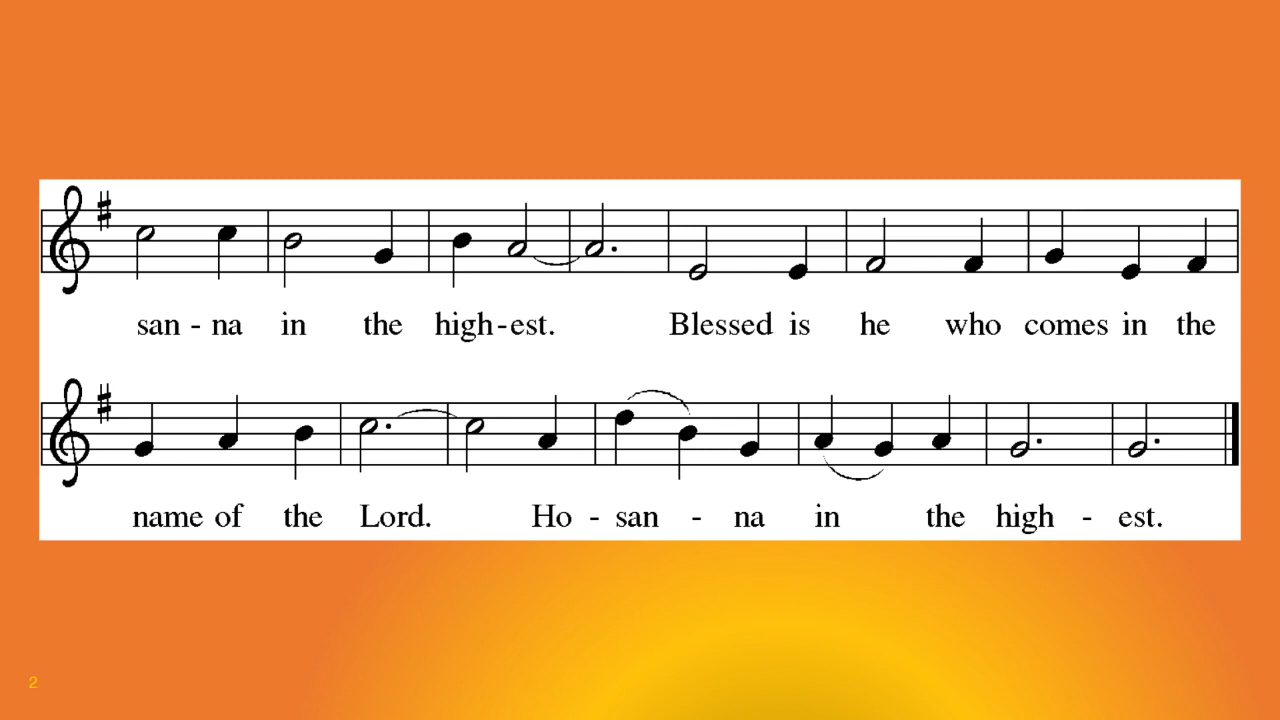 san - na in the high - est. Blessed is he who comes in the
name of the Lord. Ho - san - na in the high - est.
2